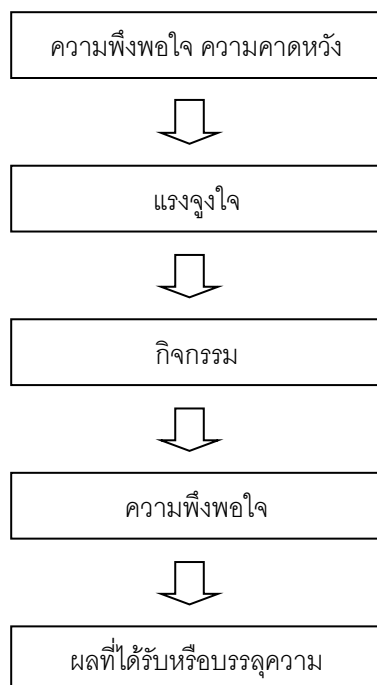 ความพึงพอใจ ความคาดหวัง
แรงจูงใจ
กิจกรรม
ความพึงพอใจ
ผลที่ได้รับหรือบรรลุความ